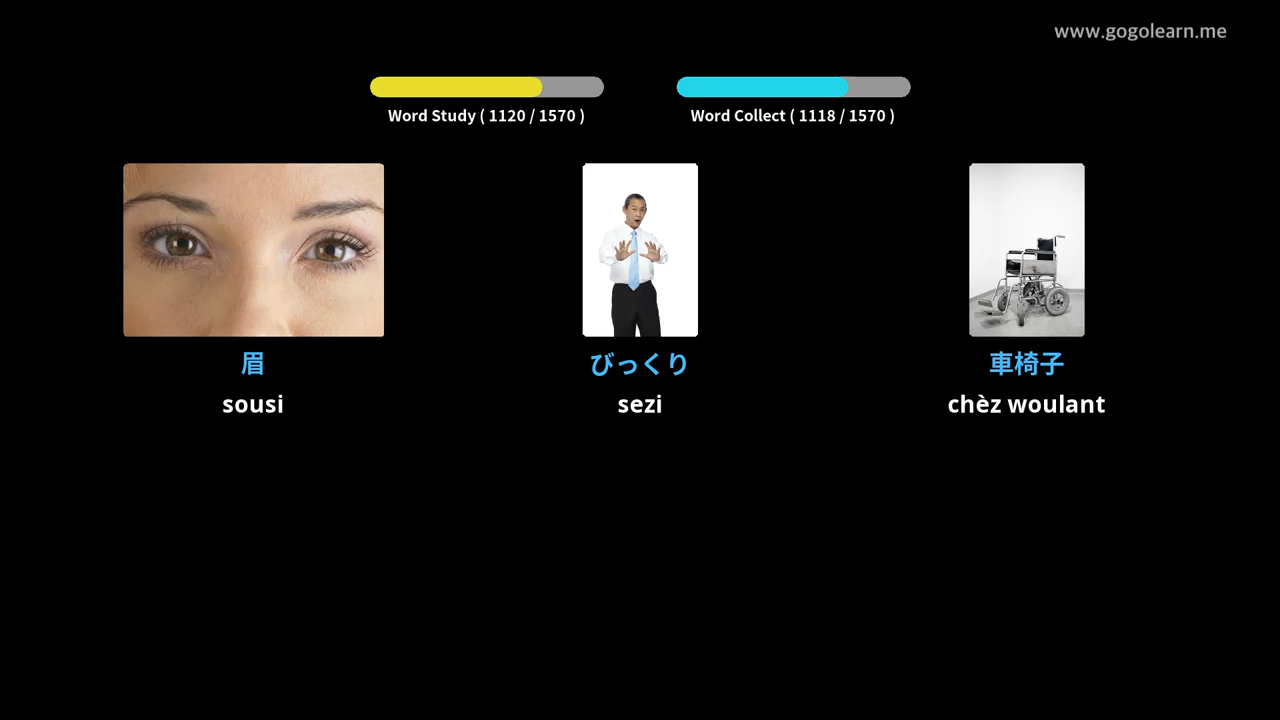 www.gogolearn.me
Word Study ( 1120 / 1570 )
Word Collect ( 1118 / 1570 )
眉
びっくり
車椅子
sousi
sezi
chèz woulant